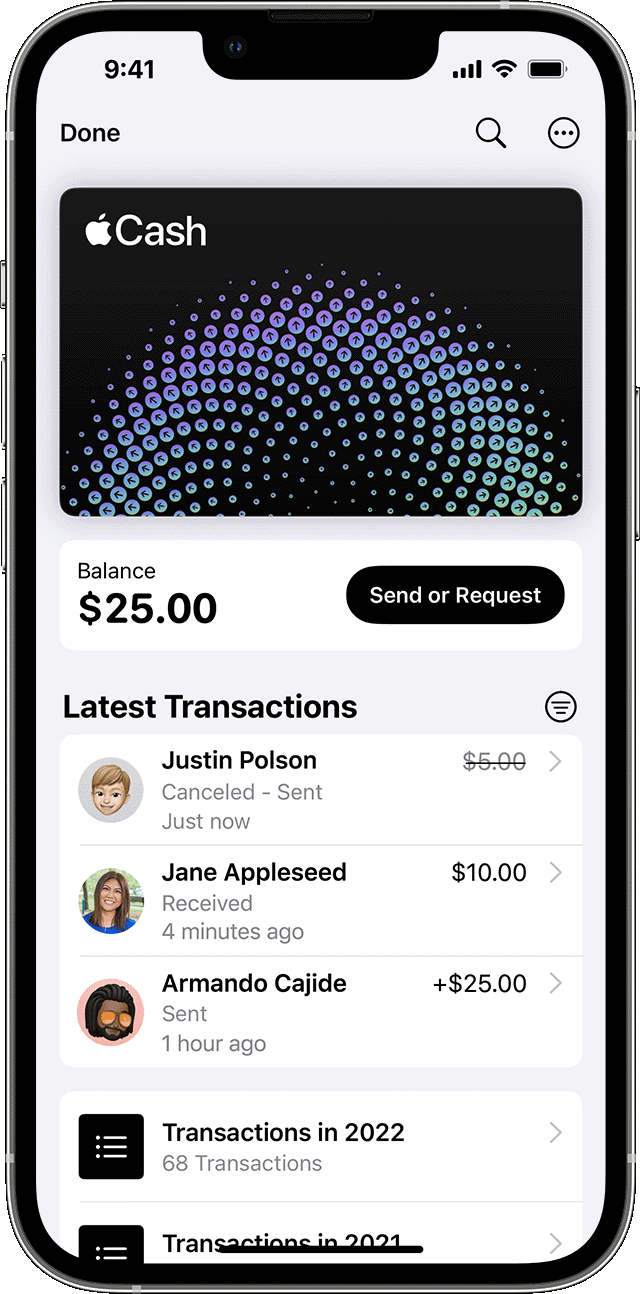 9:41
Done
Cash
Balance
$25.00
Send or Request
Latest Transactions
Justin Polson
$5.00
Canceled - Sent
Just now
Jane Appleseed
$10.00
Received
4 minutes ago
Armando Cajide
+$25.00
Sent
1 hour ago
Transactions in 2022
68 Transactions
Transactions in 2021